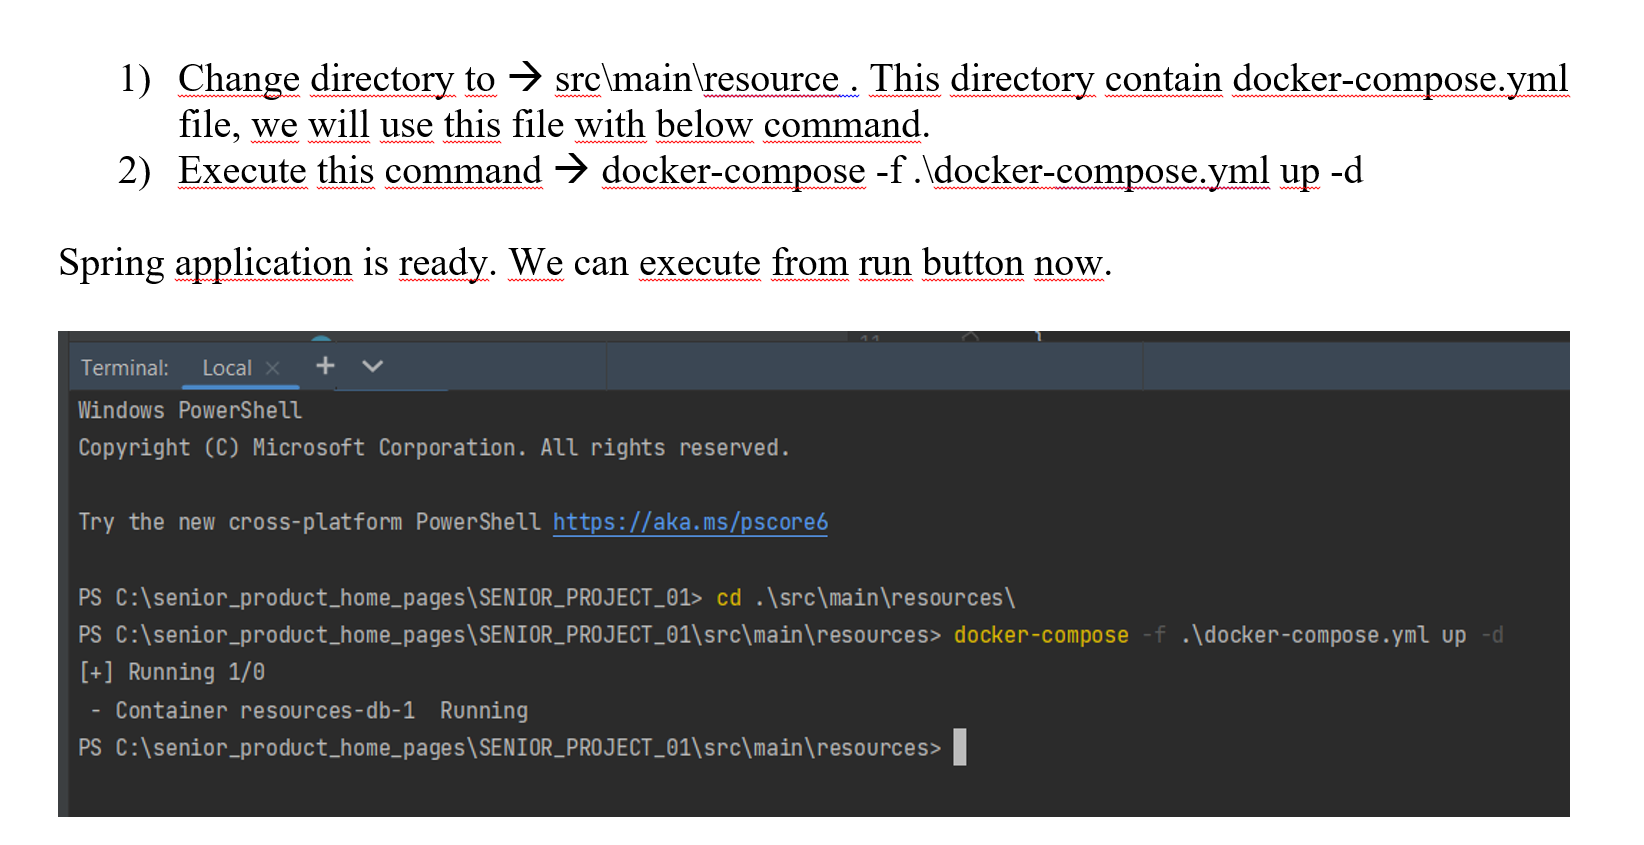 1) Change directory to → src\main\resource . This directory contain docker-compose.yml
file, we will use this file with below command.
2) Execute this command → docker-compose -f .\docker-compose.yml up -d
Spring application is ready. We can execute from run button now.
11
Terminal: Local × +
Windows PowerShell
Copyright (C) Microsoft Corporation. All rights reserved.
Try the new cross-platform PowerShell https://aka.ms/pscore6
PS C:\senior_product_home_pages\SENIOR_PROJECT_01> cd .\src\main\resources\
PS C:\senior_product_home_pages\SENIOR_PROJECT_01\src\main\resources> docker-compose -f .\docker-compose.yml up -d
[+] Running 1/0
- Container resources-db-1  Running
PS C:\senior_product_home_pages\SENIOR_PROJECT_01\src\main\resources>